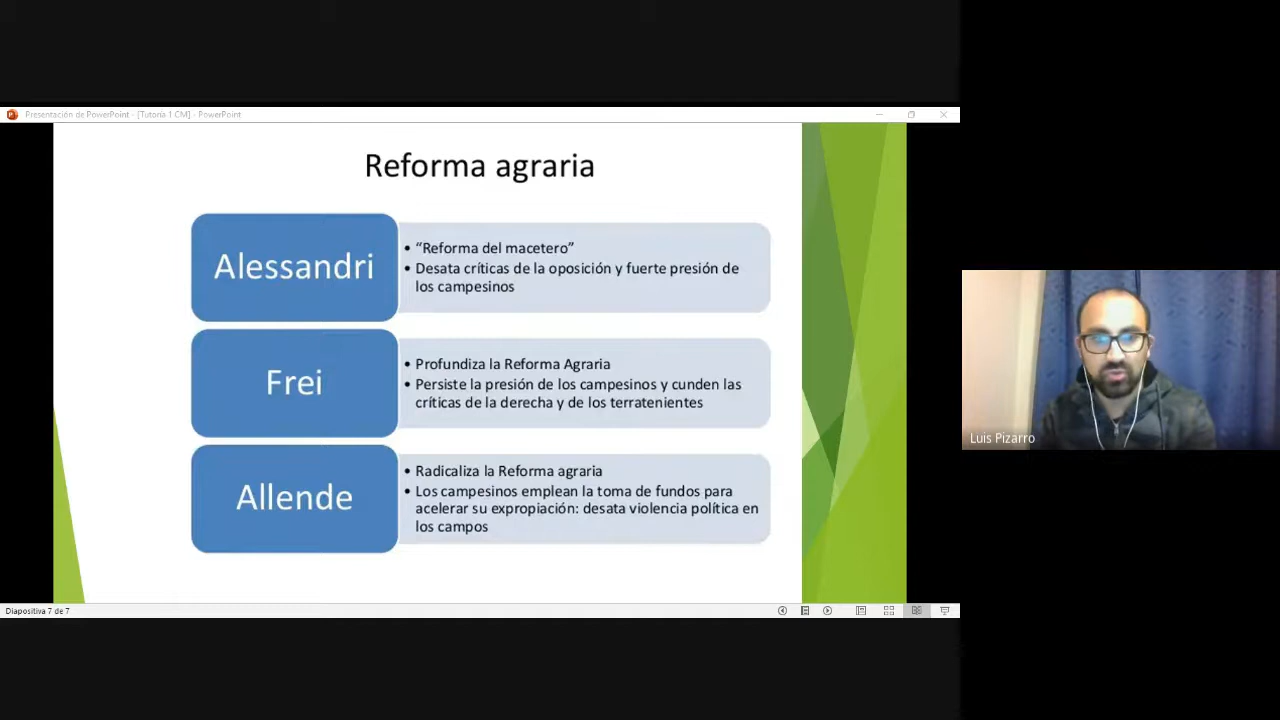 Presentación de PowerPoint - [Tutoría 1 CM] - PowerPoint
Reforma agraria
Alessandri
• “Reforma del macetero”
• Desata críticas de la oposición y fuerte presión de
los campesinos
Frei
• Profundiza la Reforma Agraria
• Persiste la presión de los campesinos y cunden las
críticas de la derecha y de los terratenientes
Allende
• Radicaliza la Reforma agraria
• Los campesinos emplean la toma de fundos para
acelerar su expropiación: desata violencia política en
los campos
Luis Pizarro
Diapositiva 7 de 7